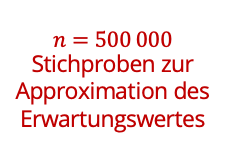 n = 500 000
Stichproben zur
Approximation des
Erwartungswertes